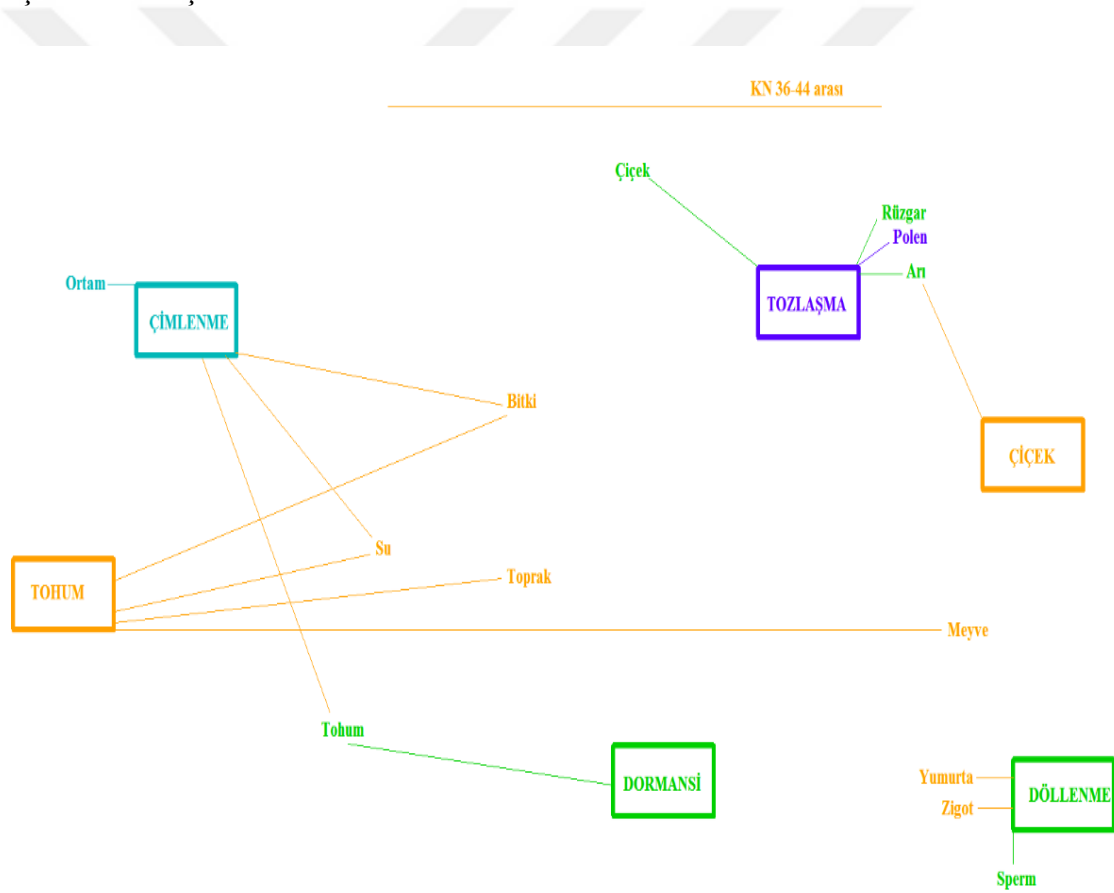 KN 36-44 arası
Çiçek
Rüzgar
Polen
Arı
Ortam
ÇİMLENME
TOZLAŞMA
Bitki
ÇİÇEK
Su
Toprak
TOHUM
Meyve
Tohum
DORMANSİ
Yumurta
Zigot
DÖLLENME
Sperm